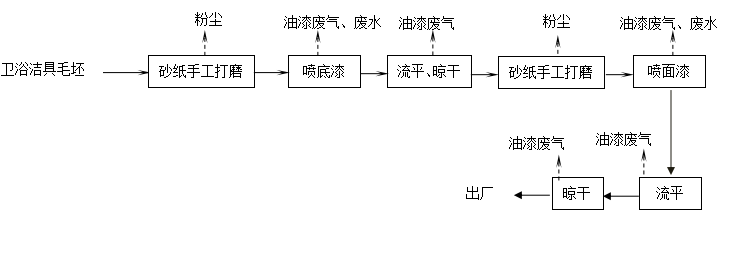 粉尘
油漆废气、废水
油漆废气
粉尘
油漆废气、废水
卫浴洁具毛坯
砂纸手工打磨
喷底漆
流平、晾干
砂纸手工打磨
喷面漆
油漆废气
油漆废气
出厂
晾干
流平